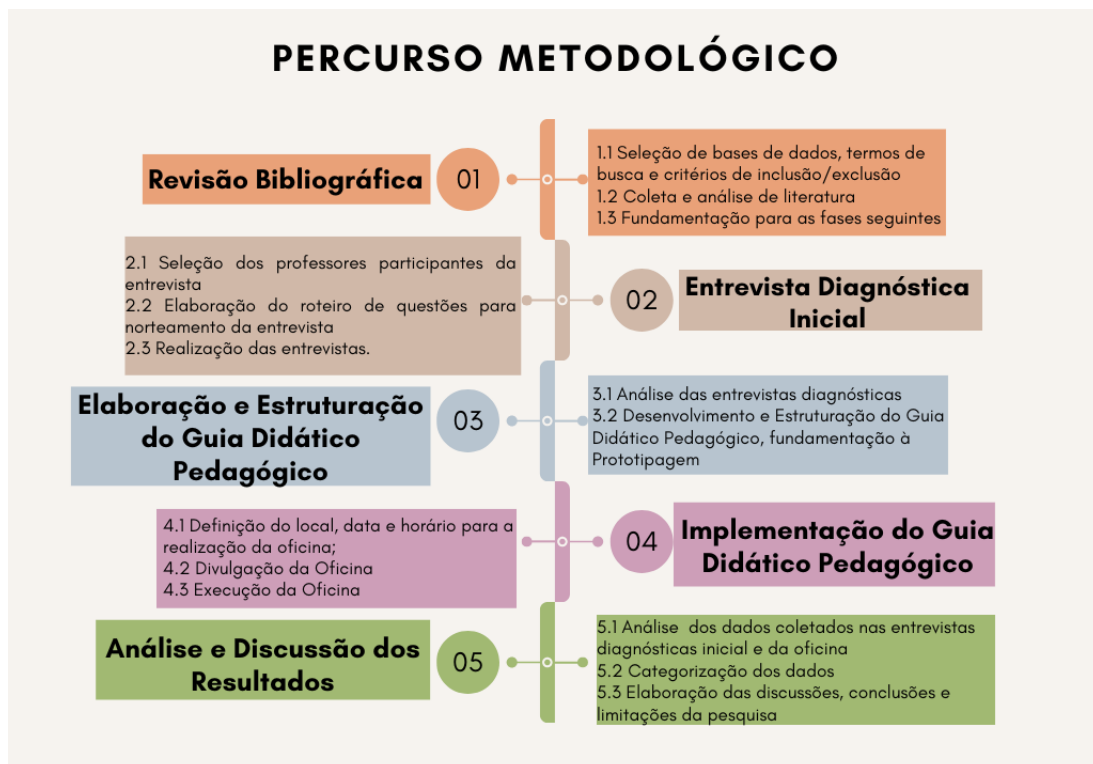 PERCURSO METODOLÓGICO
Revisão Bibliográfica
01
1.1 Seleção de bases de dados, termos de
busca e critérios de inclusão/exclusão
1.2 Coleta e análise de literatura
1.3 Fundamentação para as fases seguintes
2.1 Seleção dos professores participantes da
entrevista
2.2 Elaboração do roteiro de questões para
norteamento da entrevista
2.3 Realização das entrevistas.
02
Entrevista Diagnóstica
Inicial
Elaboração e Estruturação
do Guia Didático
Pedagógico
03
3.1 Análise das entrevistas diagnósticas
3.2 Desenvolvimento e Estruturação do Guia
Didático Pedagógico, fundamentação à
Prototipagem
4.1 Definição do local, data e horário para a
realização da oficina;
4.2 Divulgação da Oficina
4.3 Execução da Oficina
04
Implementação do Guia
Didático Pedagógico
Análise e Discussão dos
Resultados
05
5.1 Análise dos dados coletados nas entrevistas
diagnósticas inicial e da oficina
5.2 Categorização dos dados
5.3 Elaboração das discussões, conclusões e
limitações da pesquisa